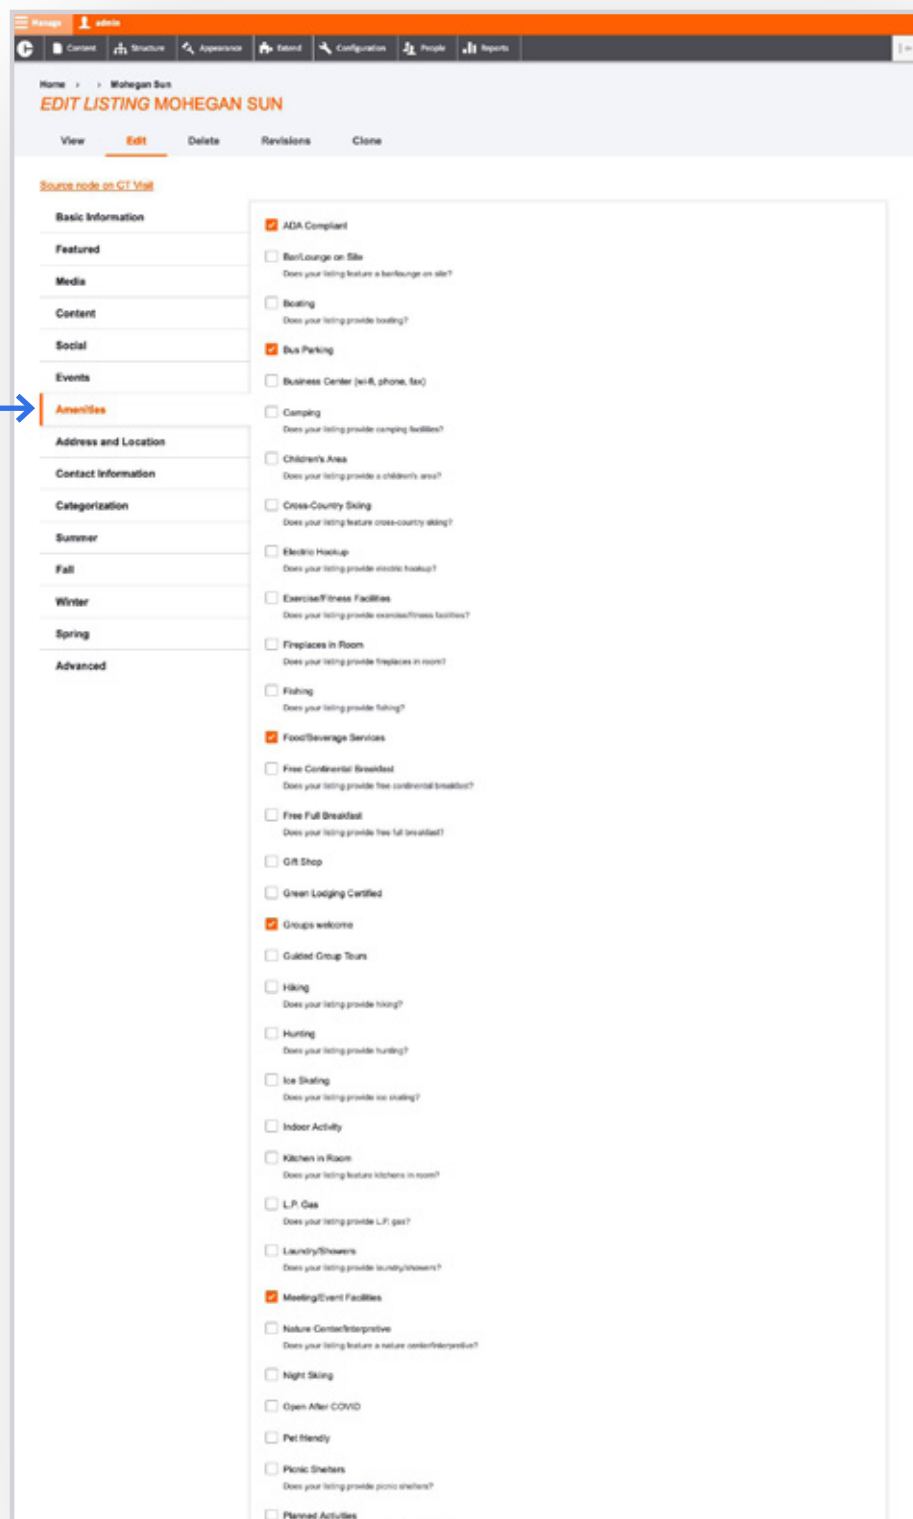 Manage admin
Content Structure Appearance Extend Configuration People Reports
Home › › Mohegan Sun
EDIT LISTING MOHEGAN SUN
View Edit Delete Revisions Clone
Source node on CT Visit
Basic Information
Featured
Media
Content
Social
Events
Amenities
Address and Location
Contact Information
Categorization
Summer
Fall
Winter
Spring
Advanced
ADA Compliant
Bar/Lounge on Site
Does your listing feature a bar/lounge on site?
Boating
Does your listing provide boating?
Bus Parking
Business Center (wi-fi, phone, fax)
Camping
Does your listing provide camping facilities?
Children's Area
Does your listing provide a children's area?
Cross-Country Skiing
Does your listing feature cross-country skiing?
Electric Hookup
Does your listing provide electric hookup?
Exercise/Fitness Facilities
Does your listing provide exercise/fitness facilities?
Fireplaces in Room
Does your listing provide fireplaces in room?
Fishing
Does your listing provide fishing?
Food/Beverage Services
Free Continental Breakfast
Does your listing provide free continental breakfast?
Free Full Breakfast
Does your listing provide free full breakfast?
Gift Shop
Green Lodging Certified
Groups welcome
Guided Group Tours
Hiking
Does your listing provide hiking?
Hunting
Does your listing provide hunting?
Ice Skating
Does your listing provide ice skating?
Indoor Activity
Kitchen in Room
Does your listing feature kitchens in room?
L.P. Gas
Does your listing provide L.P. gas?
Laundry/Showers
Does your listing provide laundry/showers?
Meeting/Event Facilities
Nature Center/Interpretive
Does your listing feature a nature center/interpretive?
Night Skiing
Open After COVID
Pet friendly
Picnic Shelters
Does your listing provide picnic shelters?
Planned Activities